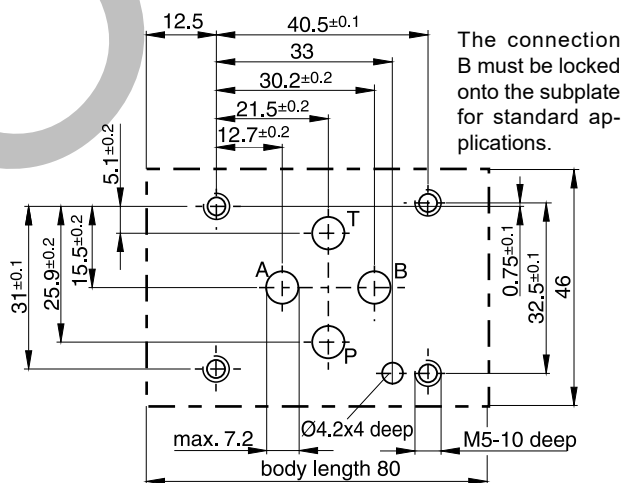 12.5
40.5±0.1
33
30.2±0.2
21.5±0.2
12.7±0.2
The connection
B must be locked
onto the subplate
for standard ap-
plications.
5.1±0.2
T
A
B
P
31±0.1
25.9±0.2
15.5±0.2
0.75±0.1
32.5±0.1
46
Ø4.2x4 deep
max. 7.2
M5-10 deep
body length 80